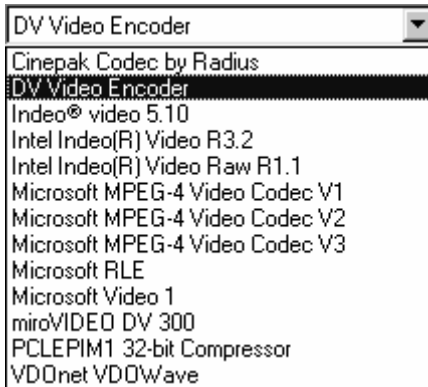 DV Video Encoder
Cinepak Codec by Radius
DV Video Encoder
Indeo® video 5.10
Intel Indeo(R) Video R3.2
Intel Indeo(R) Video Raw R1.1
Microsoft MPEG-4 Video Codec V1
Microsoft MPEG-4 Video Codec V2
Microsoft MPEG-4 Video Codec V3
Microsoft RLE
Microsoft Video 1
miroVIDEO DV 300
PCLEPIM1 32-bit Compressor
VDOnet VDOWave